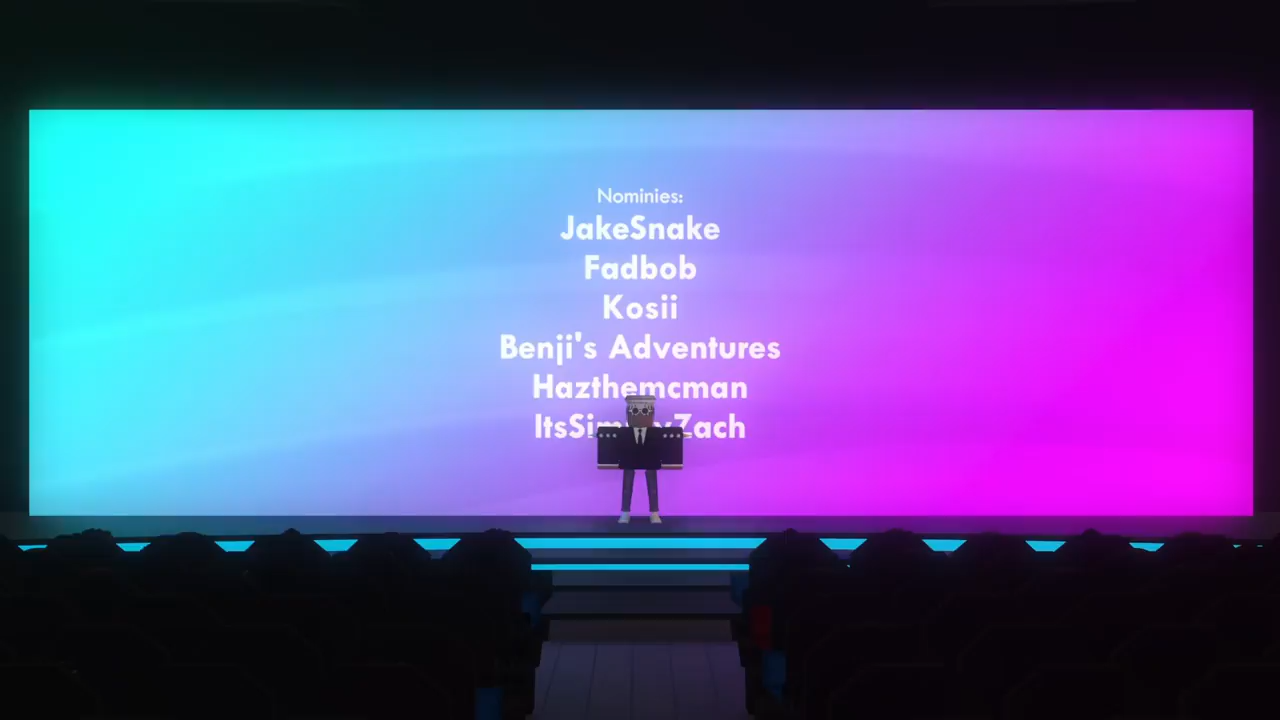 Nominies:
JakeSnake
Fadbob
Kosii
Benji's Adventures
Hazthemcman